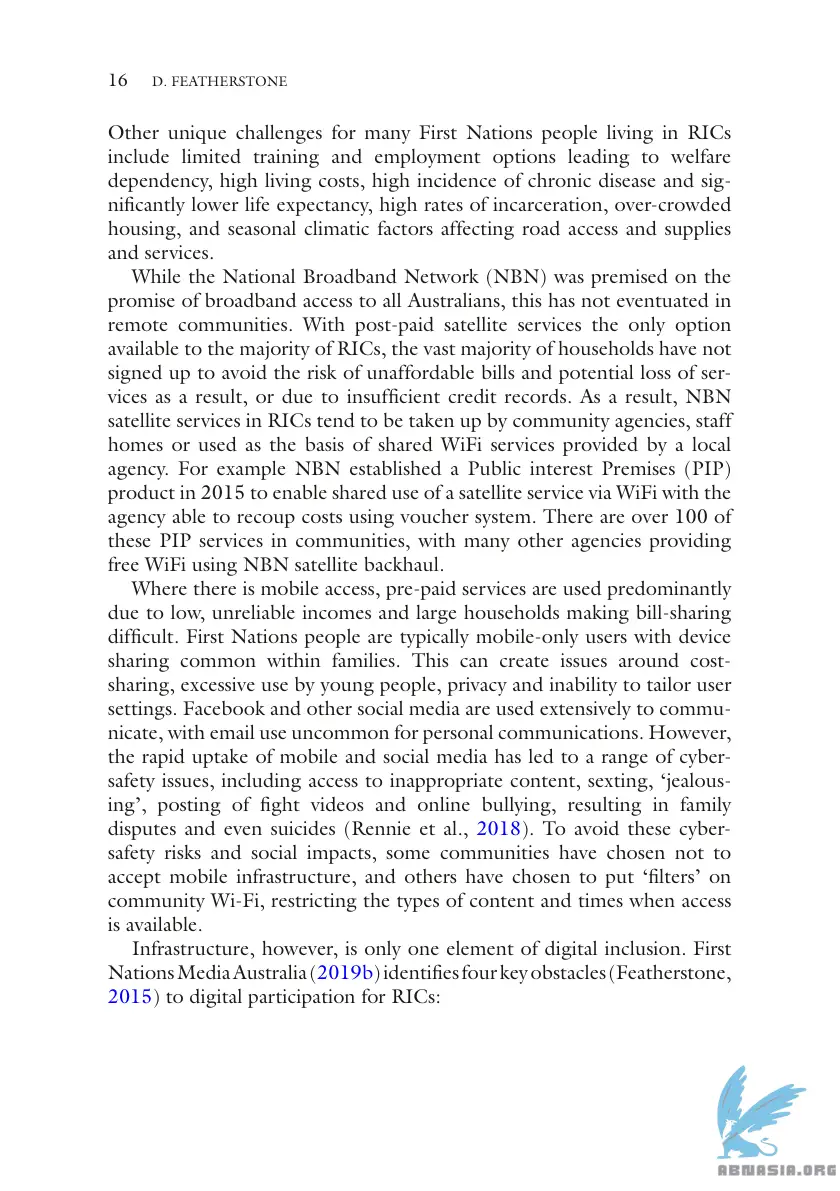 16 D. FEATHERSTONE
Other unique challenges for many First Nations people living in RICs
include limited training and employment options leading to welfare
dependency, high living costs, high incidence of chronic disease and sig-
nificantly lower life expectancy, high rates of incarceration, over-crowded
housing, and seasonal climatic factors affecting road access and supplies
and services.
While the National Broadband Network (NBN) was premised on the
promise of broadband access to all Australians, this has not eventuated in
remote communities. With post-paid satellite services the only option
available to the majority of RICs, the vast majority of households have not
signed up to avoid the risk of unaffordable bills and potential loss of ser-
vices as a result, or due to insufficient credit records. As a result, NBN
satellite services in RICs tend to be taken up by community agencies, staff
homes or used as the basis of shared WiFi services provided by a local
agency. For example NBN established a Public interest Premises (PIP)
product in 2015 to enable shared use of a satellite service via WiFi with the
agency able to recoup costs using voucher system. There are over 100 of
these PIP services in communities, with many other agencies providing
free WiFi using NBN satellite backhaul.
Where there is mobile access, pre-paid services are used predominantly
due to low, unreliable incomes and large households making bill-sharing
difficult. First Nations people are typically mobile-only users with device
sharing common within families. This can create issues around cost-
sharing, excessive use by young people, privacy and inability to tailor user
settings. Facebook and other social media are used extensively to commu-
nicate, with email use uncommon for personal communications. However,
the rapid uptake of mobile and social media has led to a range of cyber-
safety issues, including access to inappropriate content, sexting, ‘jealous-
ing’, posting of fight videos and online bullying, resulting in family
disputes and even suicides (Rennie et al., 2018). To avoid these cyber-
safety risks and social impacts, some communities have chosen not to
accept mobile infrastructure, and others have chosen to put ‘filters’ on
community Wi-Fi, restricting the types of content and times when access
is available.
Infrastructure, however, is only one element of digital inclusion. First
Nations Media Australia (2019b) identifies four key obstacles (Featherstone,
2015) to digital participation for RICs:
ABNASIA.ORG